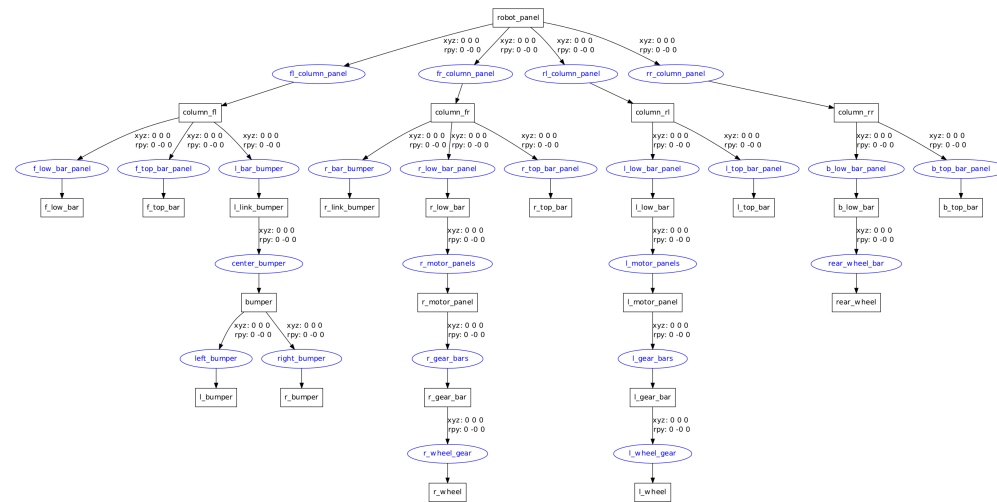 robot_panel
xyz: 0 0 0
rpy: 0 -0 0
xyz: 0 0 0
rpy: 0 -0 0
xyz: 0 0 0
rpy: 0 -0 0
xyz: 0 0 0
rpy: 0 -0 0
fl_column_panel
fr_column_panel
rl_column_panel
rr_column_panel
column_fl
column_fr
column_rl
column_rr
xyz: 0 0 0
rpy: 0 -0 0
xyz: 0 0 0
rpy: 0 -0 0
xyz: 0 0 0
rpy: 0 -0 0
xyz: 0 0 0
rpy: 0 -0 0
xyz: 0 0 0
rpy: 0 -0 0
xyz: 0 0 0
rpy: 0 -0 0
xyz: 0 0 0
rpy: 0 -0 0
xyz: 0 0 0
rpy: 0 -0 0
xyz: 0 0 0
rpy: 0 -0 0
xyz: 0 0 0
rpy: 0 -0 0
f_low_bar_panel
f_top_bar_panel
l_bar_bumper
r_bar_bumper
r_low_bar_panel
r_top_bar_panel
l_low_bar_panel
l_top_bar_panel
b_low_bar_panel
b_top_bar_panel
f_low_bar
f_top_bar
l_link_bumper
r_link_bumper
r_low_bar
r_top_bar
l_low_bar
l_top_bar
b_low_bar
b_top_bar
xyz: 0 0 0
rpy: 0 -0 0
xyz: 0 0 0
rpy: 0 -0 0
xyz: 0 0 0
rpy: 0 -0 0
xyz: 0 0 0
rpy: 0 -0 0
center_bumper
r_motor_panels
l_motor_panels
rear_wheel_bar
bumper
r_motor_panel
l_motor_panel
rear_wheel
xyz: 0 0 0
rpy: 0 -0 0
xyz: 0 0 0
rpy: 0 -0 0
xyz: 0 0 0
rpy: 0 -0 0
xyz: 0 0 0
rpy: 0 -0 0
left_bumper
right_bumper
r_gear_bars
l_gear_bars
l_bumper
r_bumper
r_gear_bar
l_gear_bar
xyz: 0 0 0
rpy: 0 -0 0
xyz: 0 0 0
rpy: 0 -0 0
r_wheel_gear
l_wheel_gear
r_wheel
l_wheel